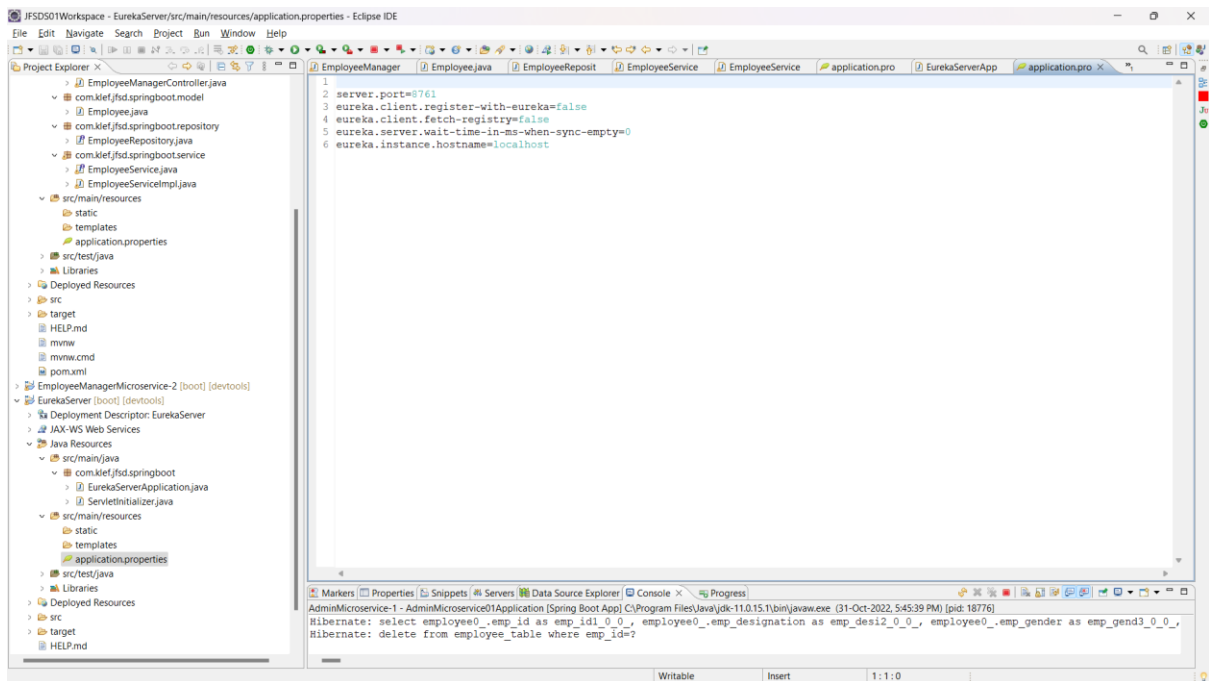 JFSDS01Workspace - EurekaServer/src/main/resources/application.properties - Eclipse IDE
File Edit Navigate Search Project Run Window Help
Project Explorer
EmployeeManagerController.java
com.klef.jfsd.springboot.model
Employee.java
com.klef.jfsd.springboot.repository
EmployeeRepository.java
com.klef.jfsd.springboot.service
EmployeeService.java
EmployeeServiceImpl.java
src/main/resources
static
templates
application.properties
src/test/java
Libraries
Deployed Resources
src
target
HELP.md
mvnw
mvnw.cmd
pom.xml
EmployeeManagerMicroservice-2 [boot] [devtools]
EurekaServer [boot] [devtools]
Deployment Descriptor: EurekaServer
JAX-WS Web Services
Java Resources
src/main/java
com.klef.jfsd.springboot
EurekaServerApplication.java
ServletInitializer.java
src/main/resources
static
templates
application.properties
src/test/java
Libraries
Deployed Resources
src
target
HELP.md
EmployeeManager Employee.java EmployeeReposit EmployeeService EmployeeService application.pro EurekaServerApp application.pro
1
2 server.port=8761
3 eureka.client.register-with-eureka=false
4 eureka.client.fetch-registry=false
5 eureka.server.wait-time-in-ms-when-sync-empty=0
6 eureka.instance.hostname=localhost
Markers Properties Snippets Servers Data Source Explorer Console Progress
AdminMicroservice-1 - AdminMicroservice01Application [Spring Boot App] C:\Program Files\Java\jdk-11.0.15.1\bin\javaw.exe (31-Oct-2022, 5:45:39 PM) [pid: 18776]
Hibernate: select employee0_.emp_id as emp_id1_0_0_, employee0_.emp_designation as emp_desi2_0_0_, employee0_.emp_gender as emp_gend3_0_0_,
Hibernate: delete from employee_table where emp_id=?
Writable Insert 1 : 1 : 0